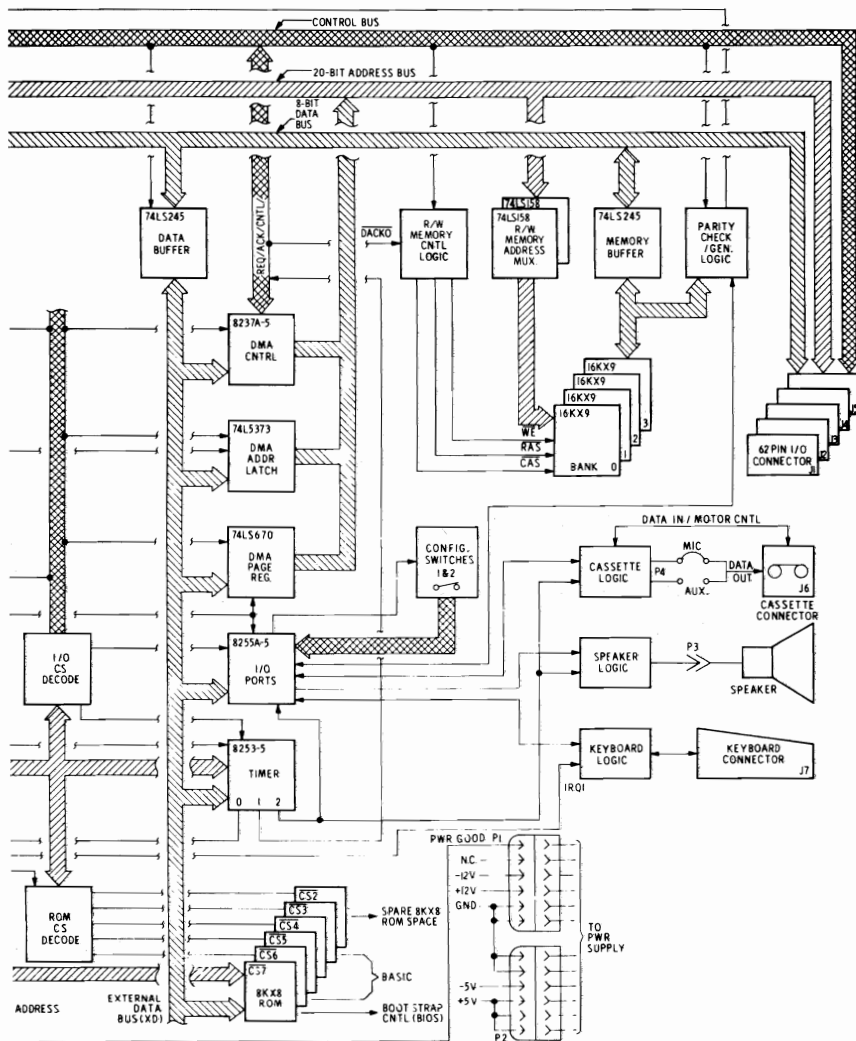 CONTROL BUS
20-BIT ADDRESS BUS
8-BIT
DATA
BUS
74LS245
DATA
BUFFER
REQ/ACK/CNTL/
DACKO
R/W
MEMORY
CNTL
LOGIC
74LS158
74LS158
R/W
MEMORY
ADDRESS
MUX.
74LS245
MEMORY
BUFFER
PARITY
CHECK
/GEN.
LOGIC
8237A-5
DMA
CNTRL
16KX9
16KX9
16KX9
16KX9
3
2
1
BANK 0
WE
RAS
CAS
62 PIN I/O
CONNECTOR
J1
J2
J3
J4
J5
74L5373
DMA
ADDR
LATCH
74LS670
DMA
PAGE
REG.
CONFIG.
SWITCHES
1&2
DATA IN / MOTOR CNTL
CASSETTE
LOGIC
P4
MIC
AUX.
DATA
OUT
J6
CASSETTE
CONNECTOR
I/O
CS
DECODE
8255A-5
I/O
PORTS
SPEAKER
LOGIC
P3
SPEAKER
8253-5
TIMER
0 1 2
KEYBOARD
LOGIC
KEYBOARD
CONNECTOR
J7
IRQ1
PWR GOOD P1
N.C.
-12V
+12V
GND
-5V
+5V
P2
TO
PWR
SUPPLY
ROM
CS
DECODE
CS2
CS3
CS4
CS5
CS6
CS7
8KX8
ROM
SPARE 8KX8
ROM SPACE
BASIC
BOOT STRAP
CNTL (BIOS)
ADDRESS
EXTERNAL
DATA
BUS (XD)